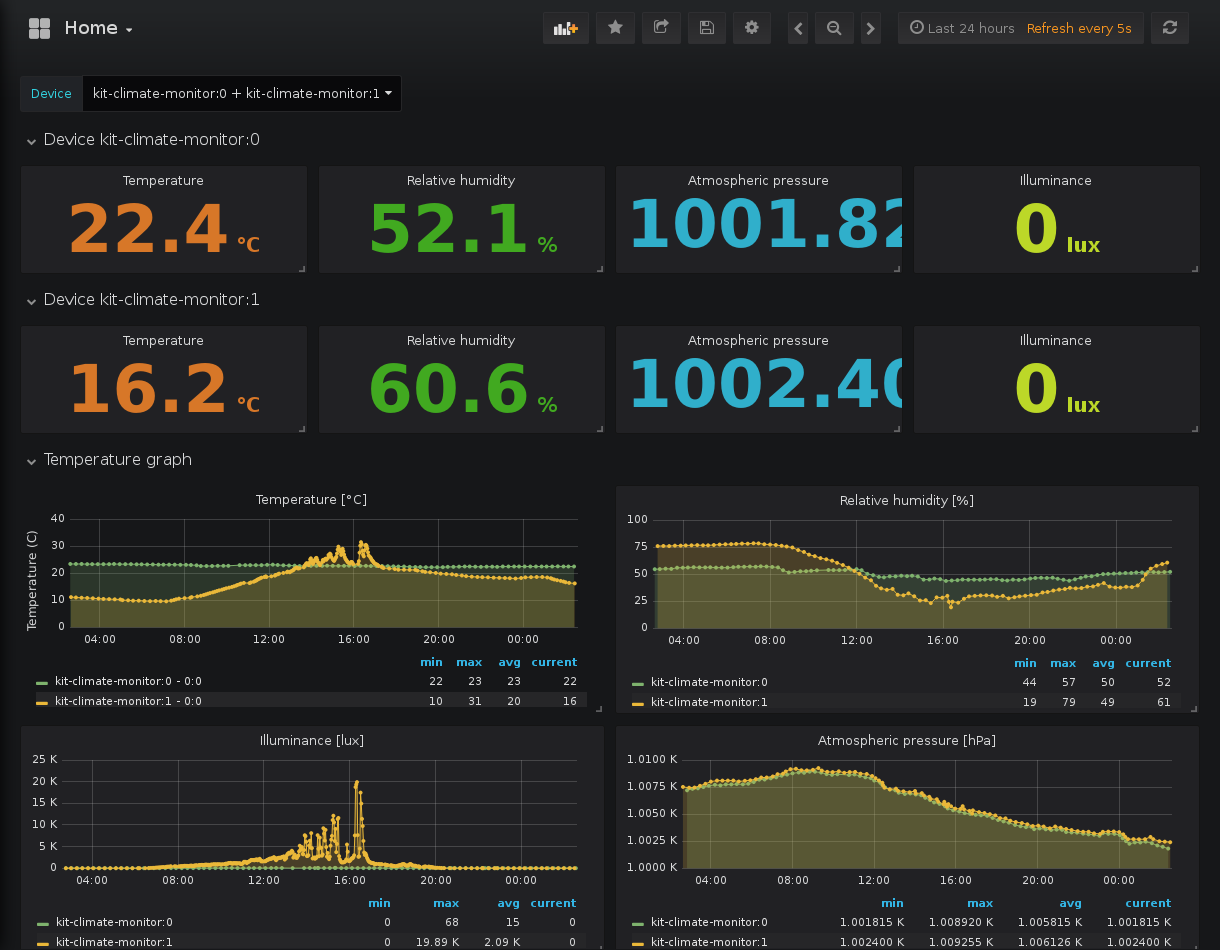 Home
Last 24 hours Refresh every 5s
Device kit-climate-monitor:0 + kit-climate-monitor:1
Device kit-climate-monitor:0
Temperature Relative humidity Atmospheric pressure Illuminance
22.4 °C 52.1 % 1001.82 0 lux
Device kit-climate-monitor:1
Temperature Relative humidity Atmospheric pressure Illuminance
16.2 °C 60.6 % 1002.40 0 lux
Temperature graph
Temperature [°C]
Temperature (C)
40
30
20
10
0
04:00 08:00 12:00 16:00 20:00 00:00
min max avg current
kit-climate-monitor:0 - 0:0 22 23 23 22
kit-climate-monitor:1 - 0:0 10 31 20 16
Relative humidity [%]
100
75
50
25
0
04:00 08:00 12:00 16:00 20:00 00:00
min max avg current
kit-climate-monitor:0 44 57 50 52
kit-climate-monitor:1 19 79 49 61
Illuminance [lux]
25 K
20 K
15 K
10 K
5 K
0
04:00 08:00 12:00 16:00 20:00 00:00
min max avg current
kit-climate-monitor:0 0 68 15 0
kit-climate-monitor:1 0 19.89 K 2.09 K 0
Atmospheric pressure [hPa]
1.0100 K
1.0075 K
1.0050 K
1.0025 K
1.0000 K
04:00 08:00 12:00 16:00 20:00 00:00
min max avg current
kit-climate-monitor:0 1.001815 K 1.008920 K 1.005815 K 1.001815 K
kit-climate-monitor:1 1.002400 K 1.009255 K 1.006126 K 1.002400 K